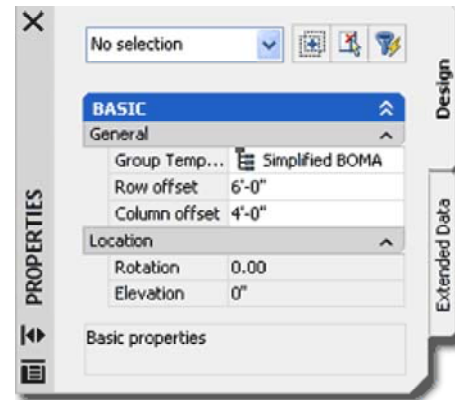 No selection
BASIC
General
Group Temp... Simplified BOMA
Row offset 6'-0"
Column offset 4'-0"
Location
Rotation 0.00
Elevation 0"
Basic properties
PROPERTIES
Design
Extended Data